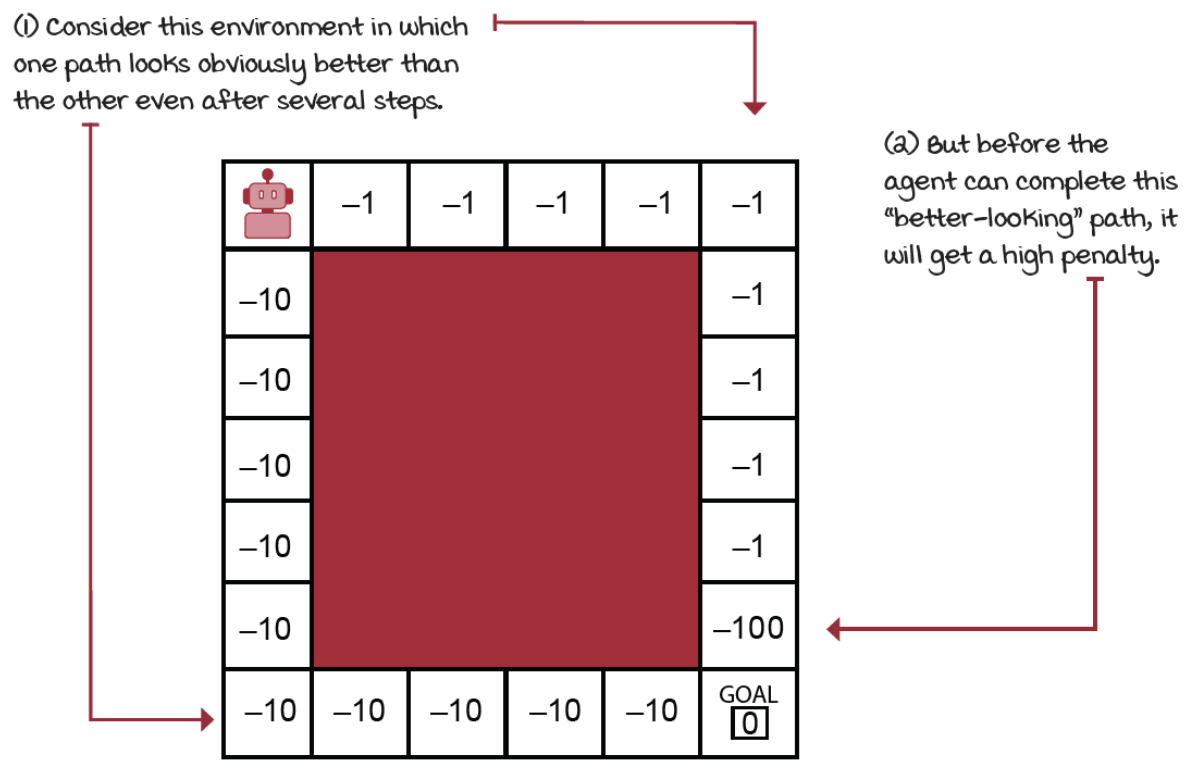 (1) Consider this environment in which
one path looks obviously better than
the other even after several steps.
(2) But before the
agent can complete this
“better-looking” path, it
will get a high penalty.
–1 –1 –1 –1 –1
–10 –1
–10 –1
–10 –1
–10 –1
–10 –100
–10 –10 –10 –10 –10 GOAL
0